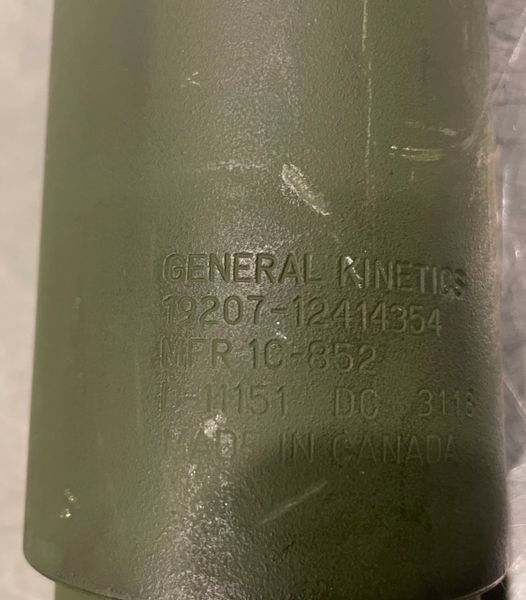 GENERAL KINETICS
19207-12414354
MFR 1C-852
11151 DC 3118
MADE IN CANADA